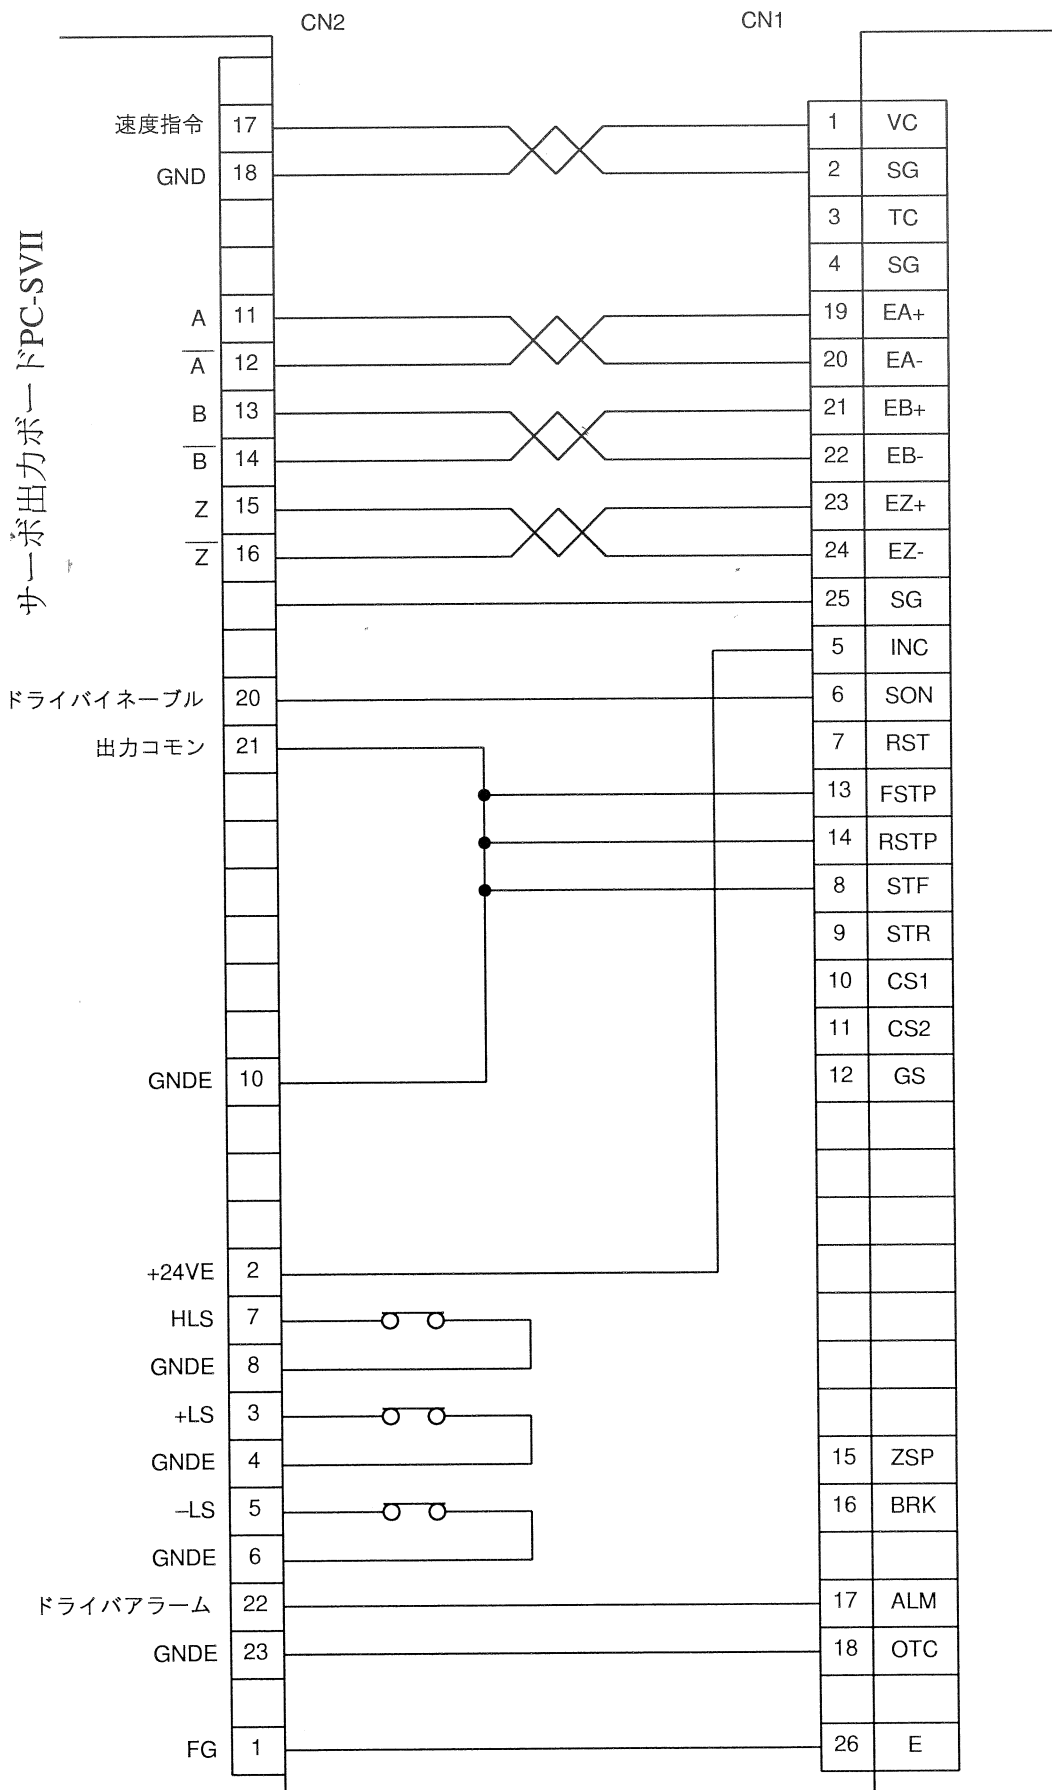 CN2 CN1
サーボ出力ボードPC-SVII
速度指令 17 1 VC
GND 18 2 SG
3 TC
4 SG
A 11 19 EA+
A̅ 12 20 EA-
B 13 21 EB+
B̅ 14 22 EB-
Z 15 23 EZ+
Z̅ 16 24 EZ-
25 SG
5 INC
ドライバイネーブル 20 6 SON
出力コモン 21 7 RST
13 FSTP
14 RSTP
8 STF
9 STR
10 CS1
11 CS2
GNDE 10 12 GS
+24VE 2
HLS 7
GNDE 8
+LS 3
GNDE 4 15 ZSP
–LS 5 16 BRK
GNDE 6
ドライバアラーム 22 17 ALM
GNDE 23 18 OTC
FG 1 26 E